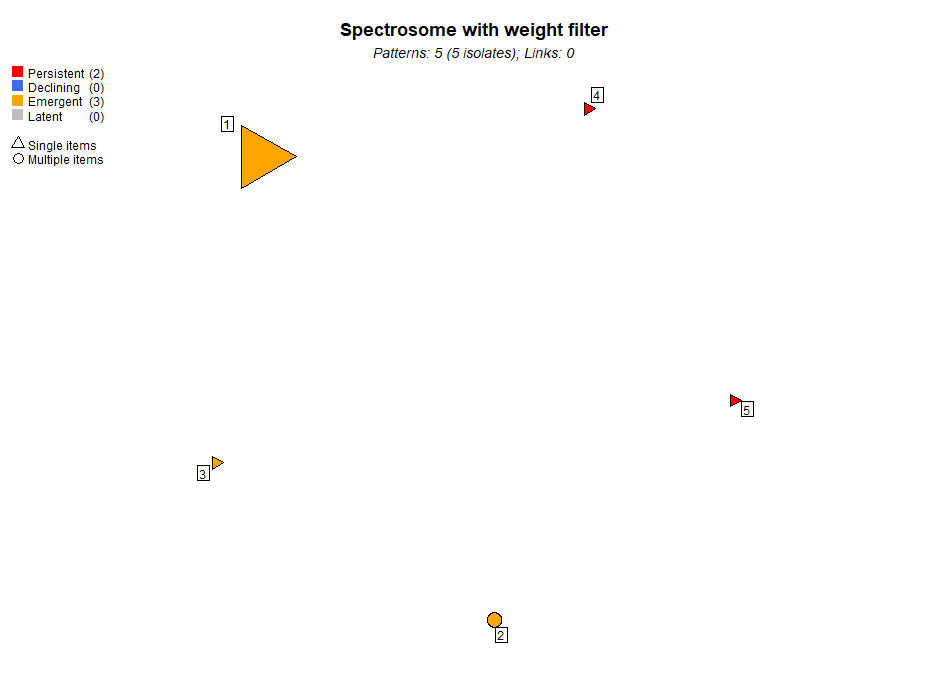 Spectrosome with weight filter
Patterns: 5 (5 isolates); Links: 0
Persistent (2)
Declining (0)
Emergent (3)
Latent (0)
Single items
Multiple items
4
1
5
3
2